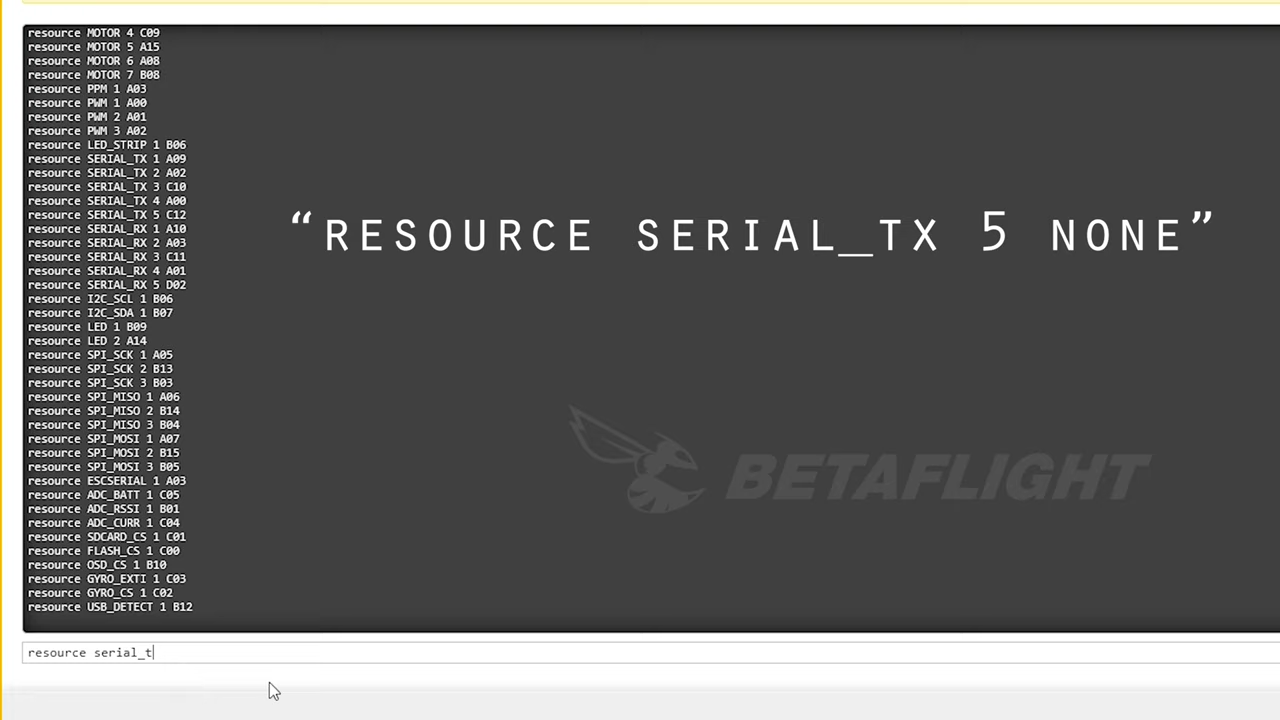 resource MOTOR 4 C09
resource MOTOR 5 A15
resource MOTOR 6 A08
resource MOTOR 7 B08
resource PPM 1 A03
resource PWM 1 A00
resource PWM 2 A01
resource PWM 3 A02
resource LED_STRIP 1 B06
resource SERIAL_TX 1 A09
resource SERIAL_TX 2 A02
resource SERIAL_TX 3 C10
resource SERIAL_TX 4 A00
resource SERIAL_TX 5 C12
resource SERIAL_RX 1 A10
resource SERIAL_RX 2 A03
resource SERIAL_RX 3 C11
resource SERIAL_RX 4 A01
resource SERIAL_RX 5 D02
resource I2C_SCL 1 B06
resource I2C_SDA 1 B07
resource LED 1 B09
resource LED 2 A14
resource SPI_SCK 1 A05
resource SPI_SCK 2 B13
resource SPI_SCK 3 B03
resource SPI_MISO 1 A06
resource SPI_MISO 2 B14
resource SPI_MISO 3 B04
resource SPI_MOSI 1 A07
resource SPI_MOSI 2 B15
resource SPI_MOSI 3 B05
resource ESCSERIAL 1 A03
resource ADC_BATT 1 C05
resource ADC_RSSI 1 B01
resource ADC_CURR 1 C04
resource SDCARD_CS 1 C01
resource FLASH_CS 1 C00
resource OSD_CS 1 B10
resource GYRO_EXTI 1 C03
resource GYRO_CS 1 C02
resource USB_DETECT 1 B12
“RESOURCE SERIAL_TX 5 NONE”
BETAFLIGHT
resource serial_t